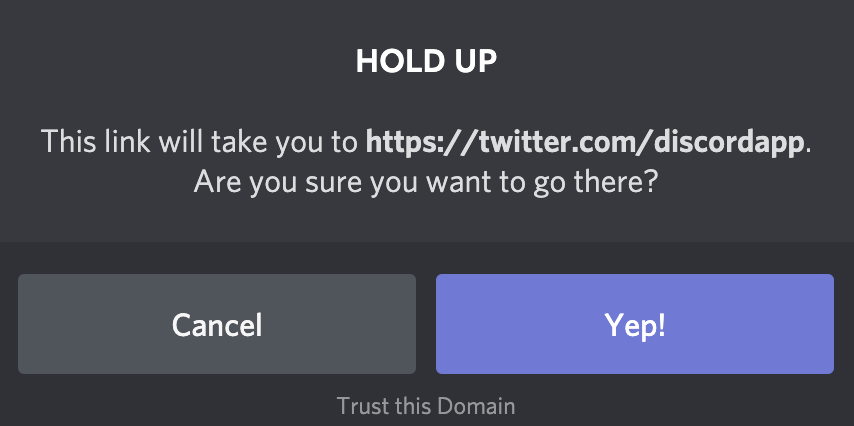 HOLD UP
This link will take you to https://twitter.com/discordapp.
Are you sure you want to go there?
Cancel
Yep!
Trust this Domain